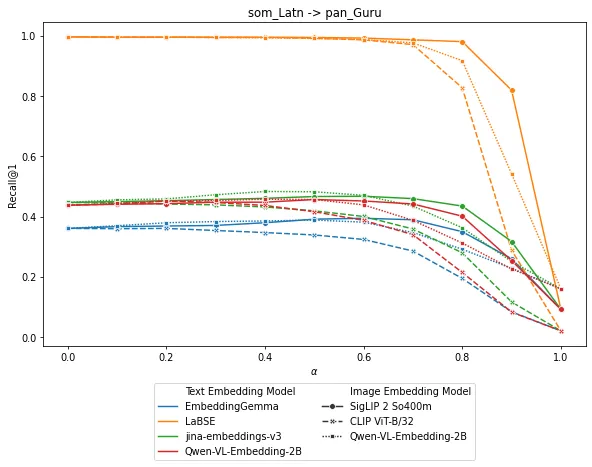 som_Latn -> pan_Guru
Recall@1
1.0
0.8
0.6
0.4
0.2
0.0
0.0 0.2 0.4 0.6 0.8 1.0
α
Text Embedding Model
EmbeddingGemma
LaBSE
jina-embeddings-v3
Qwen-VL-Embedding-2B
Image Embedding Model
SigLIP 2 So400m
CLIP ViT-B/32
Qwen-VL-Embedding-2B